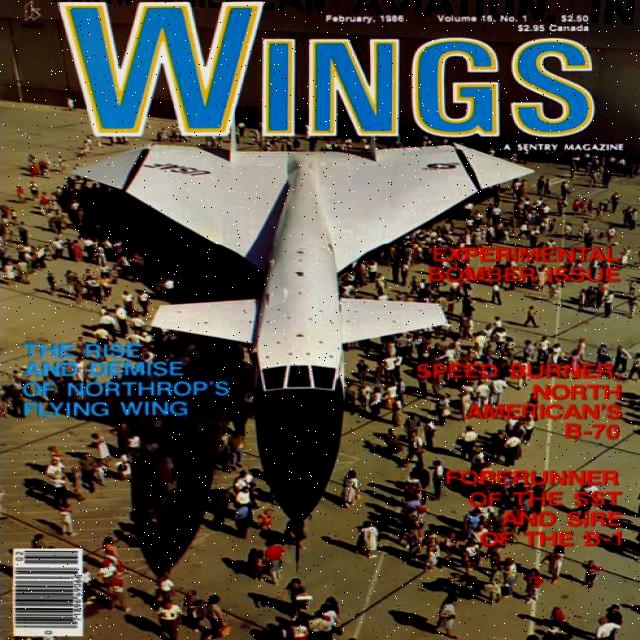 WINGS
February, 1986 Volume 16, No. 1 $2.50
$2.95 Canada
A SENTRY MAGAZINE
EXPERIMENTAL
BOMBER ISSUE
THE RISE
AND DEMISE
OF NORTHROP'S
FLYING WING
SPEED BURNER,
NORTH
AMERICAN'S
B-70
FORERUNNER
OF THE SST
AND SIRE
OF THE B-1